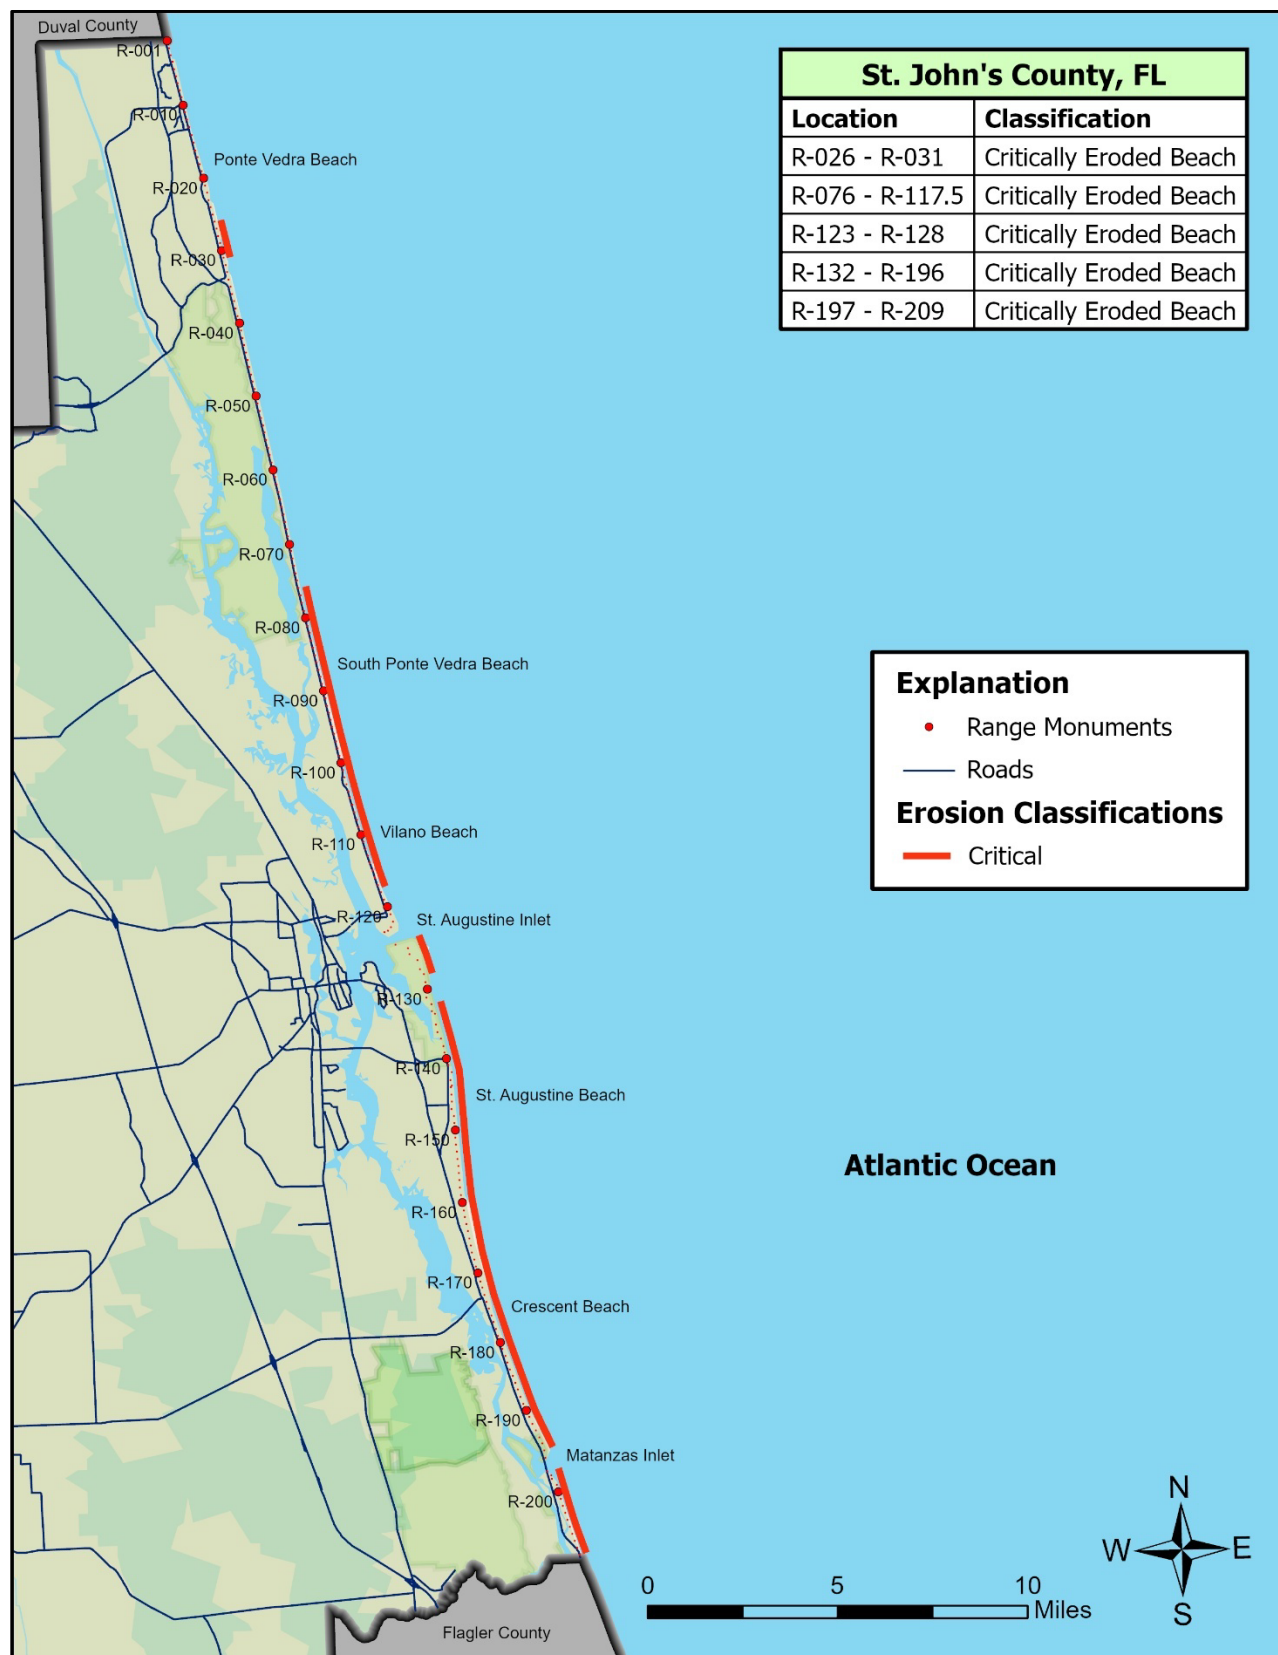 Duval County
R-001
R-010
Ponte Vedra Beach
R-020
R-030
R-040
R-050
R-060
R-070
R-080
South Ponte Vedra Beach
R-090
R-100
Vilano Beach
R-110
R-120
St. Augustine Inlet
R-130
R-140
St. Augustine Beach
R-150
R-160
R-170
Crescent Beach
R-180
R-190
Matanzas Inlet
R-200
Flagler County
St. John's County, FL
Location Classification
R-026 - R-031 Critically Eroded Beach
R-076 - R-117.5 Critically Eroded Beach
R-123 - R-128 Critically Eroded Beach
R-132 - R-196 Critically Eroded Beach
R-197 - R-209 Critically Eroded Beach
Explanation
Range Monuments
Roads
Erosion Classifications
Critical
Atlantic Ocean
N
W E
S
0 5 10
Miles